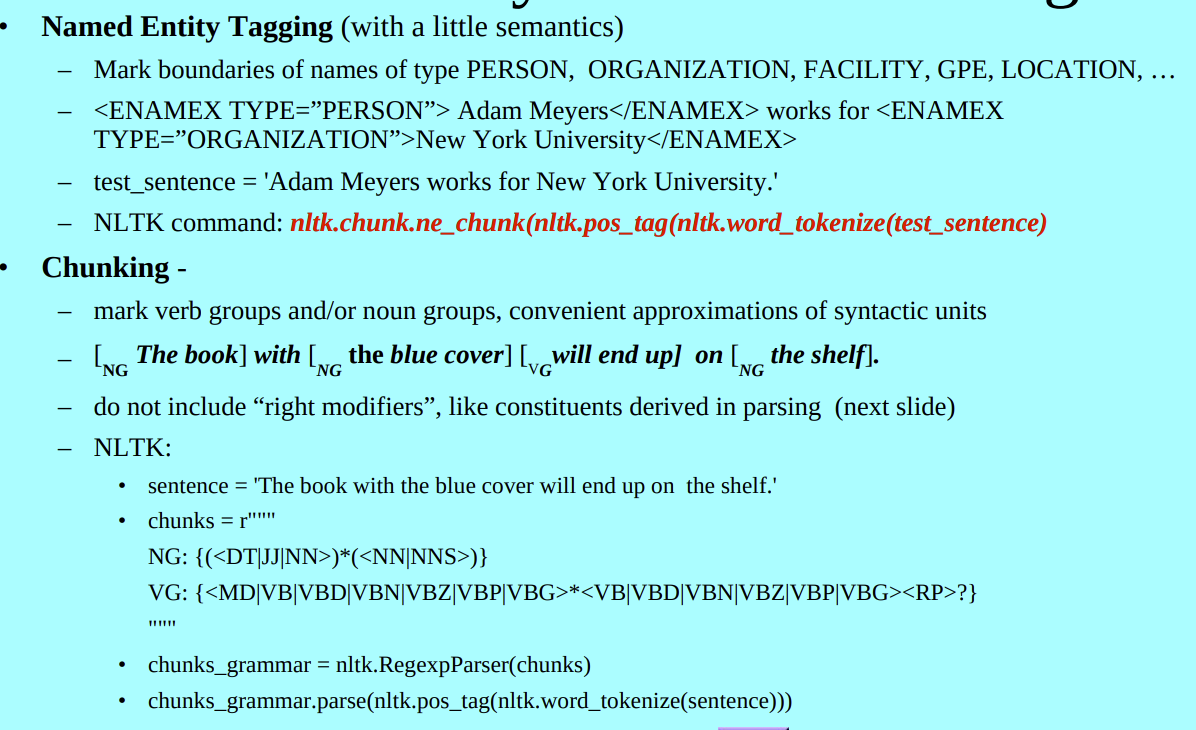 • Named Entity Tagging (with a little semantics)
– Mark boundaries of names of type PERSON,  ORGANIZATION, FACILITY, GPE, LOCATION, …
– <ENAMEX TYPE=”PERSON”> Adam Meyers</ENAMEX> works for <ENAMEX
TYPE=”ORGANIZATION”>New York University</ENAMEX>
– test_sentence = 'Adam Meyers works for New York University.'
– NLTK command: nltk.chunk.ne_chunk(nltk.pos_tag(nltk.word_tokenize(test_sentence)
• Chunking -
– mark verb groups and/or noun groups, convenient approximations of syntactic units
– [NG The book] with [NG the blue cover] [VG will end up]  on [NG the shelf].
– do not include “right modifiers”, like constituents derived in parsing  (next slide)
– NLTK:
• sentence = 'The book with the blue cover will end up on  the shelf.'
• chunks = r"""
NG: {(<DT|JJ|NN>)*(<NN|NNS>)}
VG: {<MD|VB|VBD|VBN|VBZ|VBP|VBG>*<VB|VBD|VBN|VBZ|VBP|VBG><RP>?}
"""
• chunks_grammar = nltk.RegexpParser(chunks)
• chunks_grammar.parse(nltk.pos_tag(nltk.word_tokenize(sentence)))